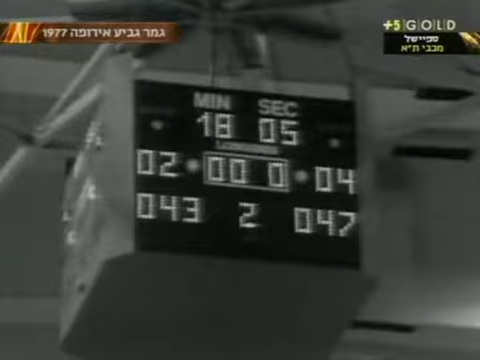 גמר גביע אירופה 1977
+5 GOLD
ספיישל
מכבי ת"א
MIN SEC
18 05
LONGINES
02 00 0 04
043 2 047